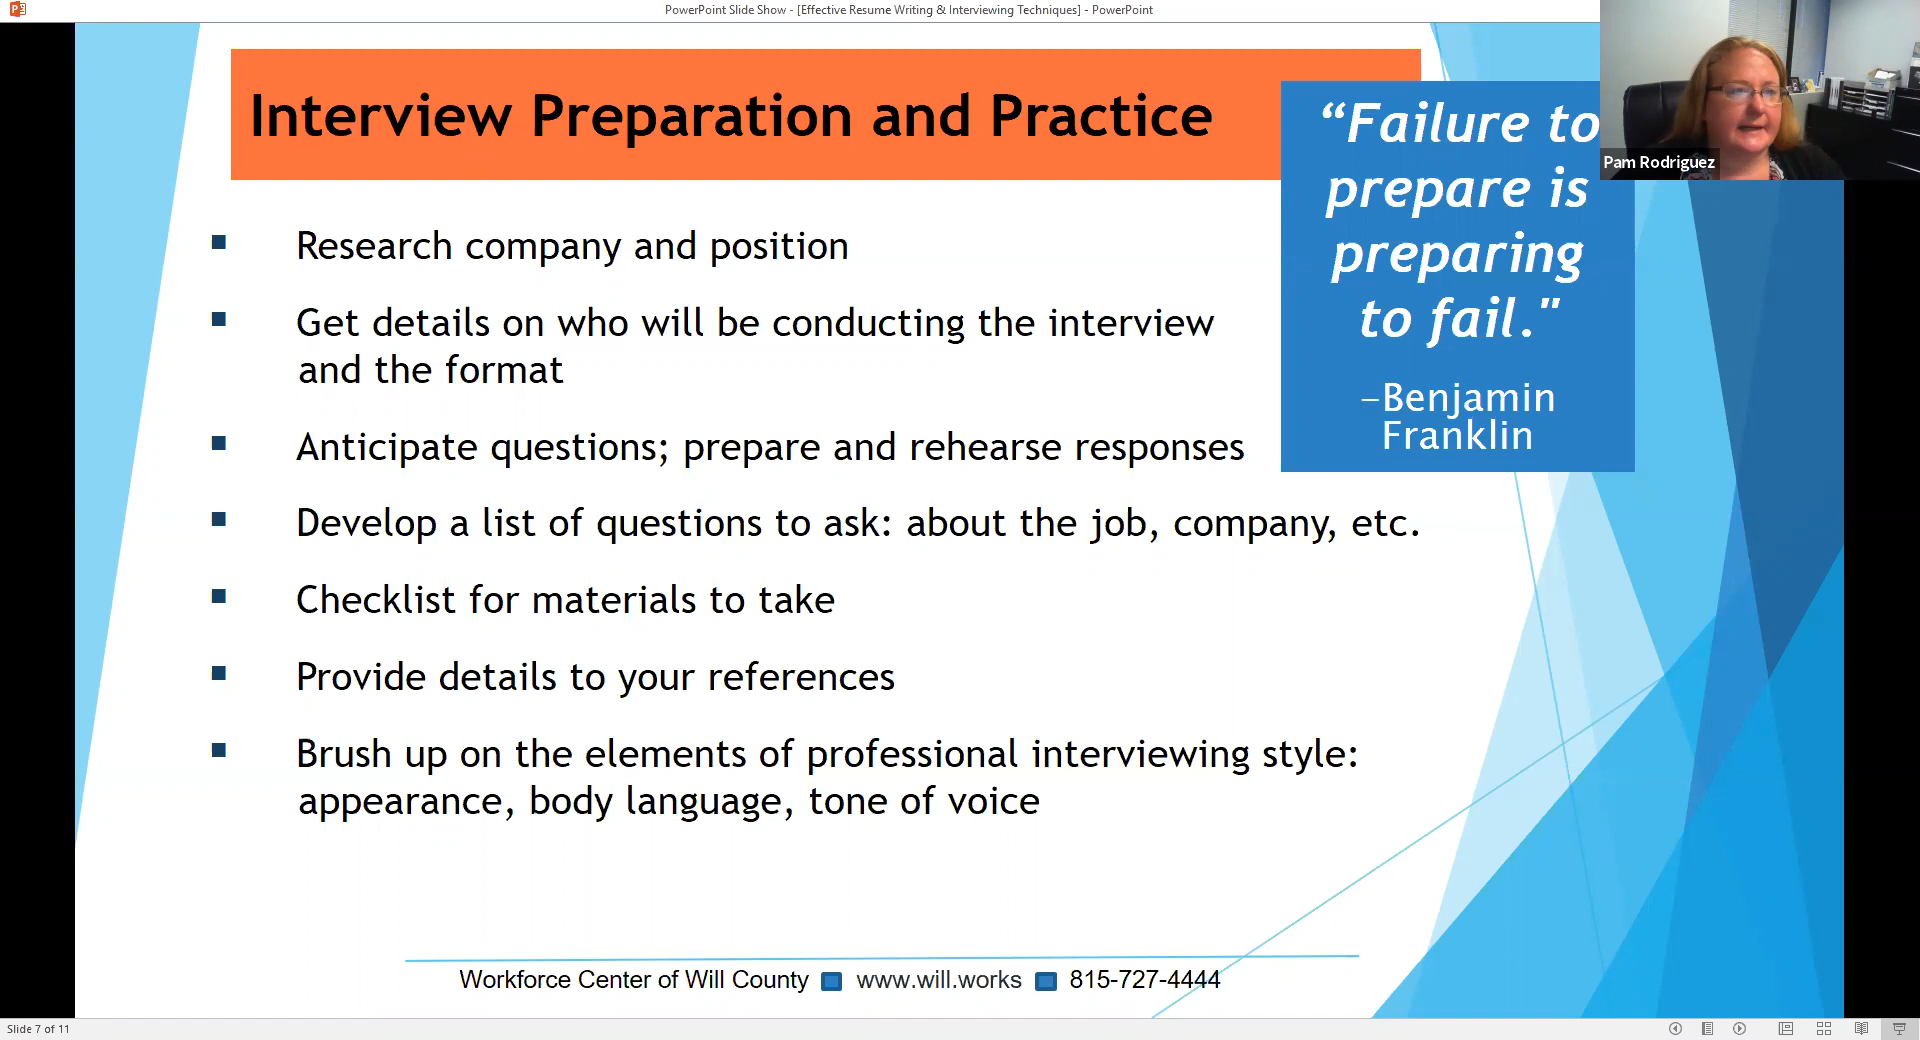 PowerPoint Slide Show - [Effective Resume Writing & Interviewing Techniques] - PowerPoint
Interview Preparation and Practice
“Failure to
prepare is
preparing
to fail."
–Benjamin
Franklin
Pam Rodriguez
Research company and position
Get details on who will be conducting the interview
and the format
Anticipate questions; prepare and rehearse responses
Develop a list of questions to ask: about the job, company, etc.
Checklist for materials to take
Provide details to your references
Brush up on the elements of professional interviewing style:
appearance, body language, tone of voice
Workforce Center of Will County www.will.works 815-727-4444
Slide 7 of 11